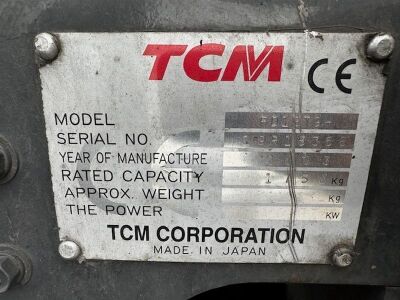 TCM CE
MODEL
SERIAL NO.
YEAR OF MANUFACTURE
RATED CAPACITY Kg
APPROX. WEIGHT Kg
THE POWER KW
TCM CORPORATION
MADE IN JAPAN